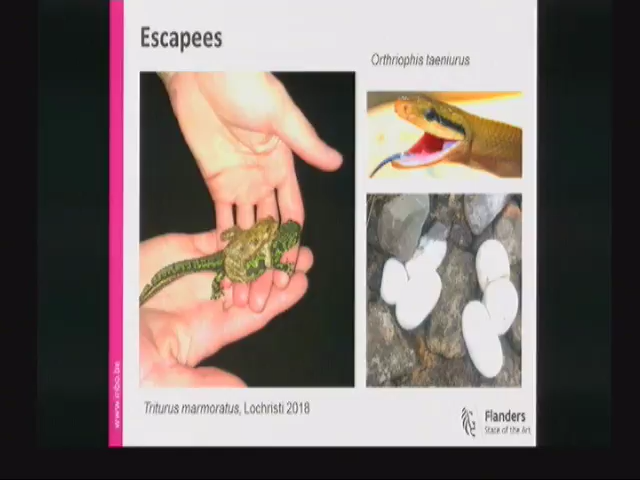 Escapees
Orthriophis taeniurus
Triturus marmoratus, Lochristi 2018
www.inbo.be
Flanders
State of the Art